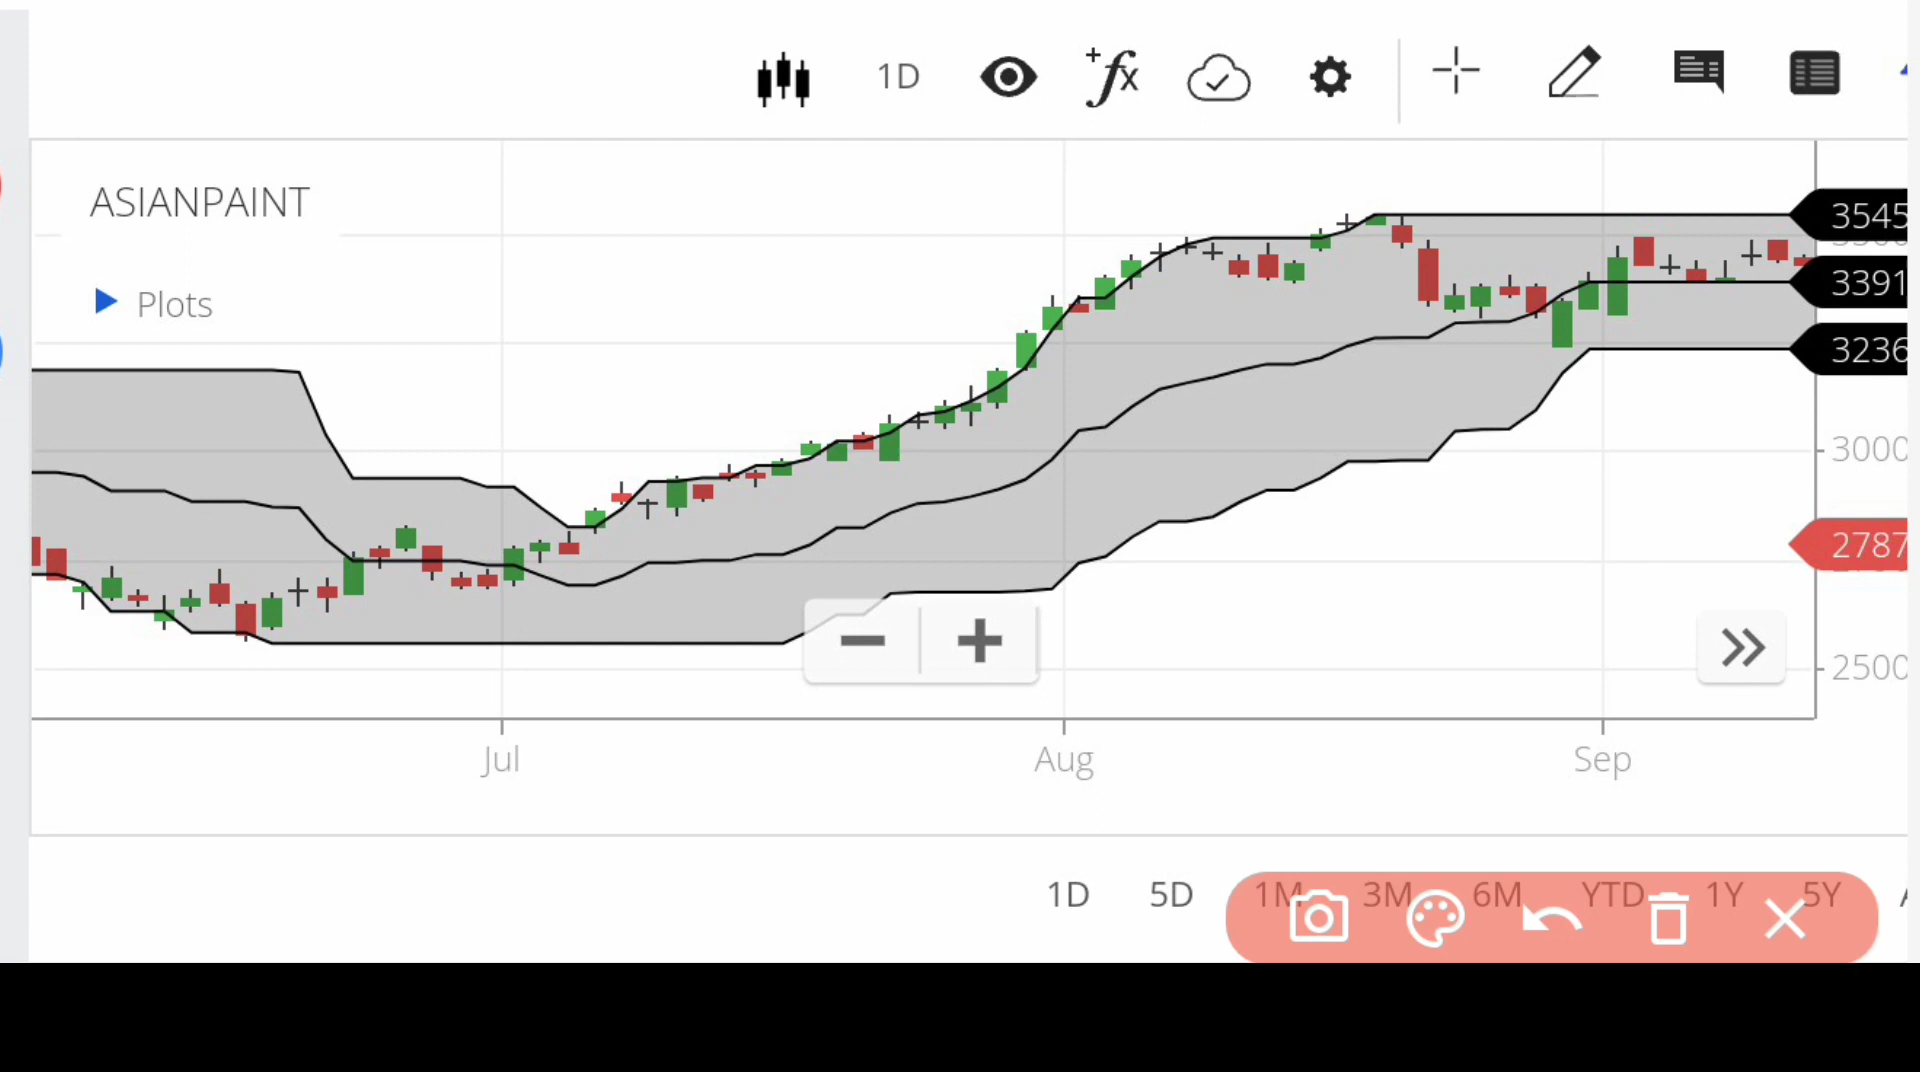 1D
fx
ASIANPAINT
Plots
3545
3391
3236
3000
2787
2500
Jul Aug Sep
1D 5D 1M 3M 6M YTD 1Y 5Y